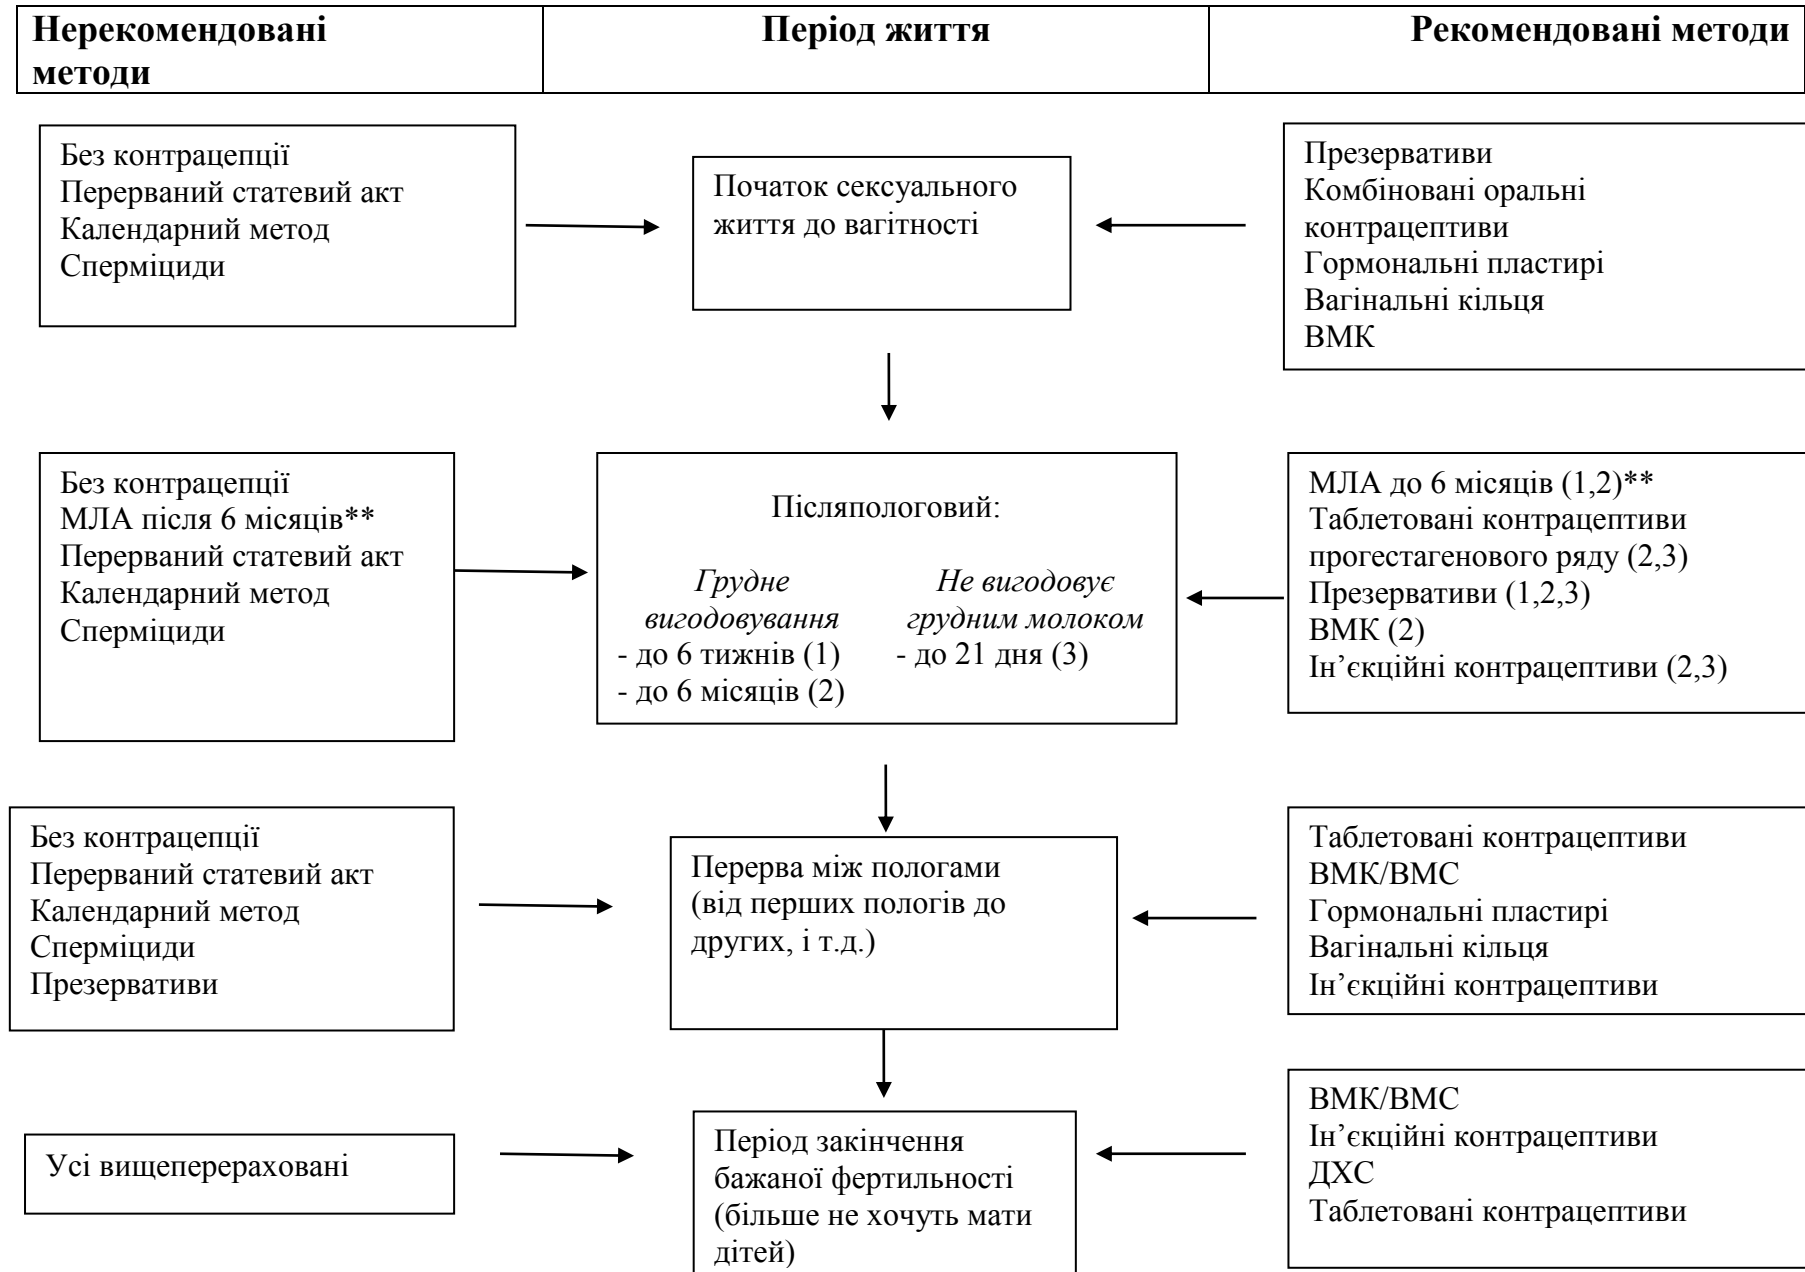 Нерекомендовані
методи
Період життя
Рекомендовані методи
Без контрацепції
Перерваний статевий акт
Календарний метод
Сперміциди
Початок сексуального
життя до вагітності
Презервативи
Комбіновані оральні
контрацептиви
Гормональні пластирі
Вагінальні кільця
ВМК
Без контрацепції
МЛА після 6 місяців**
Перерваний статевий акт
Календарний метод
Сперміциди
Післяпологовий:
Грудне
вигодовування
- до 6 тижнів (1)
- до 6 місяців (2)
Не вигодовує
грудним молоком
- до 21 дня (3)
МЛА до 6 місяців (1,2)**
Таблетовані контрацептиви
прогестагенового ряду (2,3)
Презервативи (1,2,3)
ВМК (2)
Ін’єкційні контрацептиви (2,3)
Без контрацепції
Перерваний статевий акт
Календарний метод
Сперміциди
Презервативи
Перерва між пологами
(від перших пологів до
других, і т.д.)
Таблетовані контрацептиви
ВМК/ВМС
Гормональні пластирі
Вагінальні кільця
Ін’єкційні контрацептиви
Усі вищеперераховані
Період закінчення
бажаної фертильності
(більше не хочуть мати
дітей)
ВМК/ВМС
Ін’єкційні контрацептиви
ДХС
Таблетовані контрацептиви